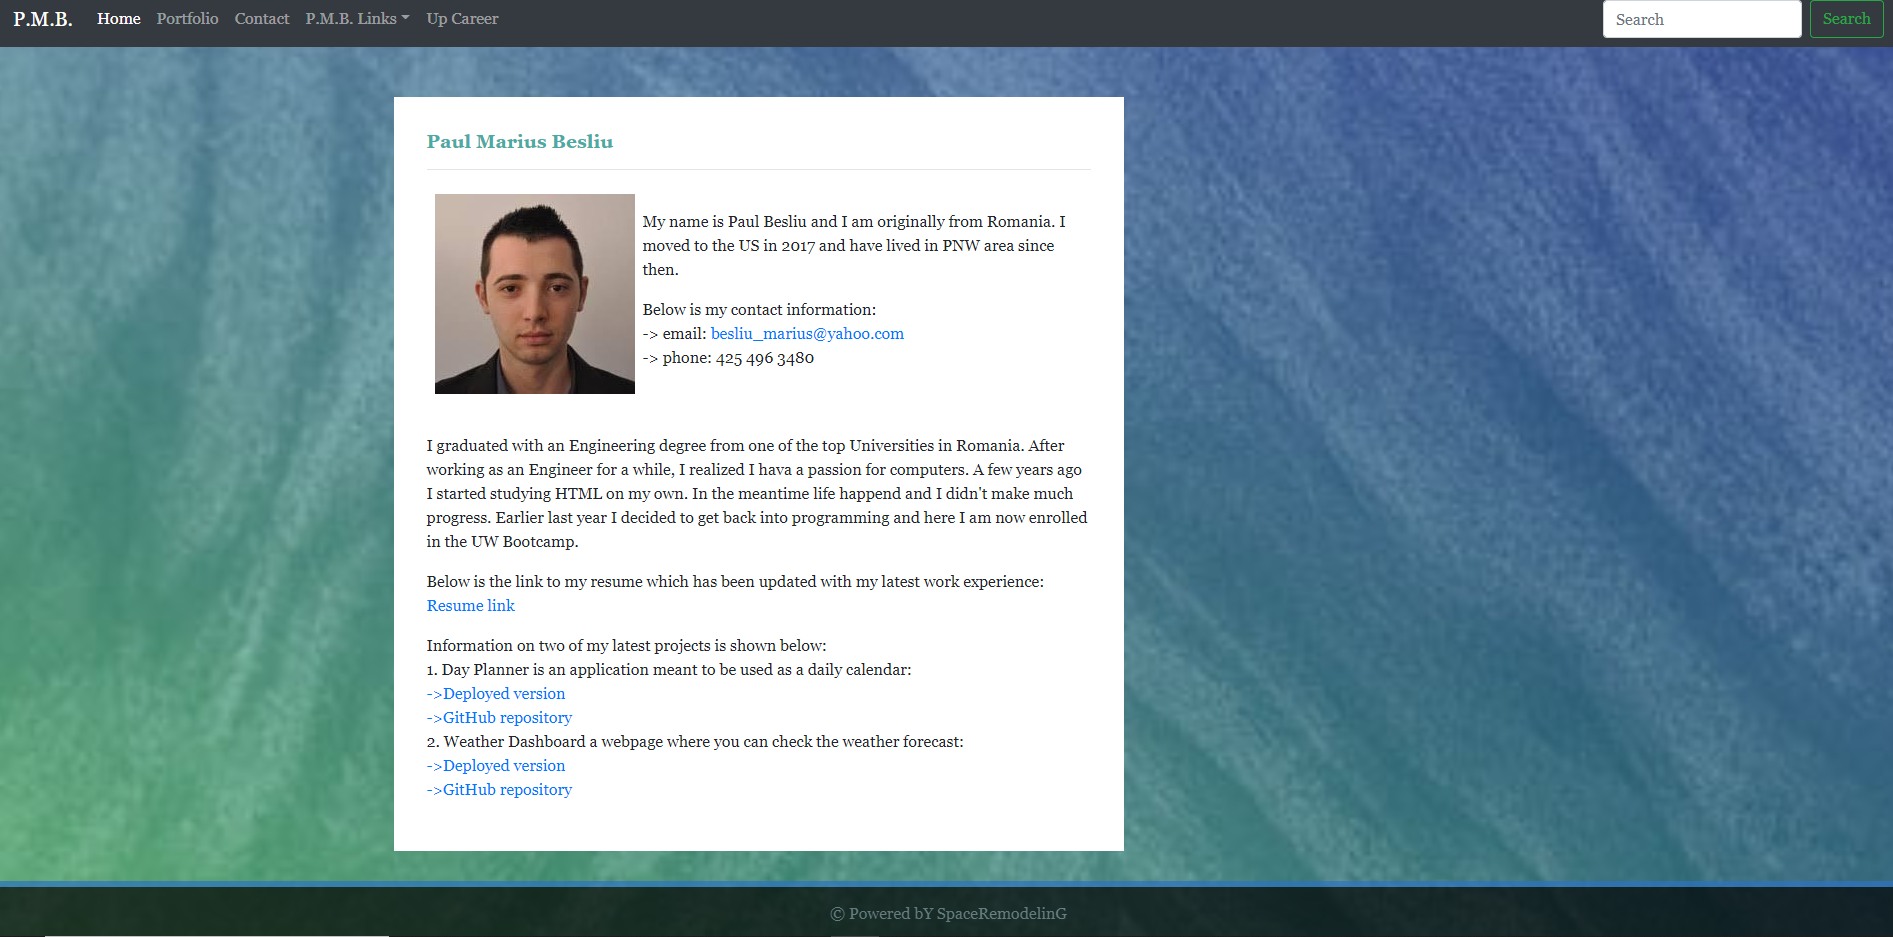 P.M.B. Home Portfolio Contact P.M.B. Links Up Career Search Search
Paul Marius Besliu
My name is Paul Besliu and I am originally from Romania. I
moved to the US in 2017 and have lived in PNW area since
then.
Below is my contact information:
-> email: besliu_marius@yahoo.com
-> phone: 425 496 3480
I graduated with an Engineering degree from one of the top Universities in Romania. After
working as an Engineer for a while, I realized I hava a passion for computers. A few years ago
I started studying HTML on my own. In the meantime life happend and I didn't make much
progress. Earlier last year I decided to get back into programming and here I am now enrolled
in the UW Bootcamp.
Below is the link to my resume which has been updated with my latest work experience:
Resume link
Information on two of my latest projects is shown below:
1. Day Planner is an application meant to be used as a daily calendar:
->Deployed version
->GitHub repository
2. Weather Dashboard a webpage where you can check the weather forecast:
->Deployed version
->GitHub repository
© Powered bY SpaceRemodelinG